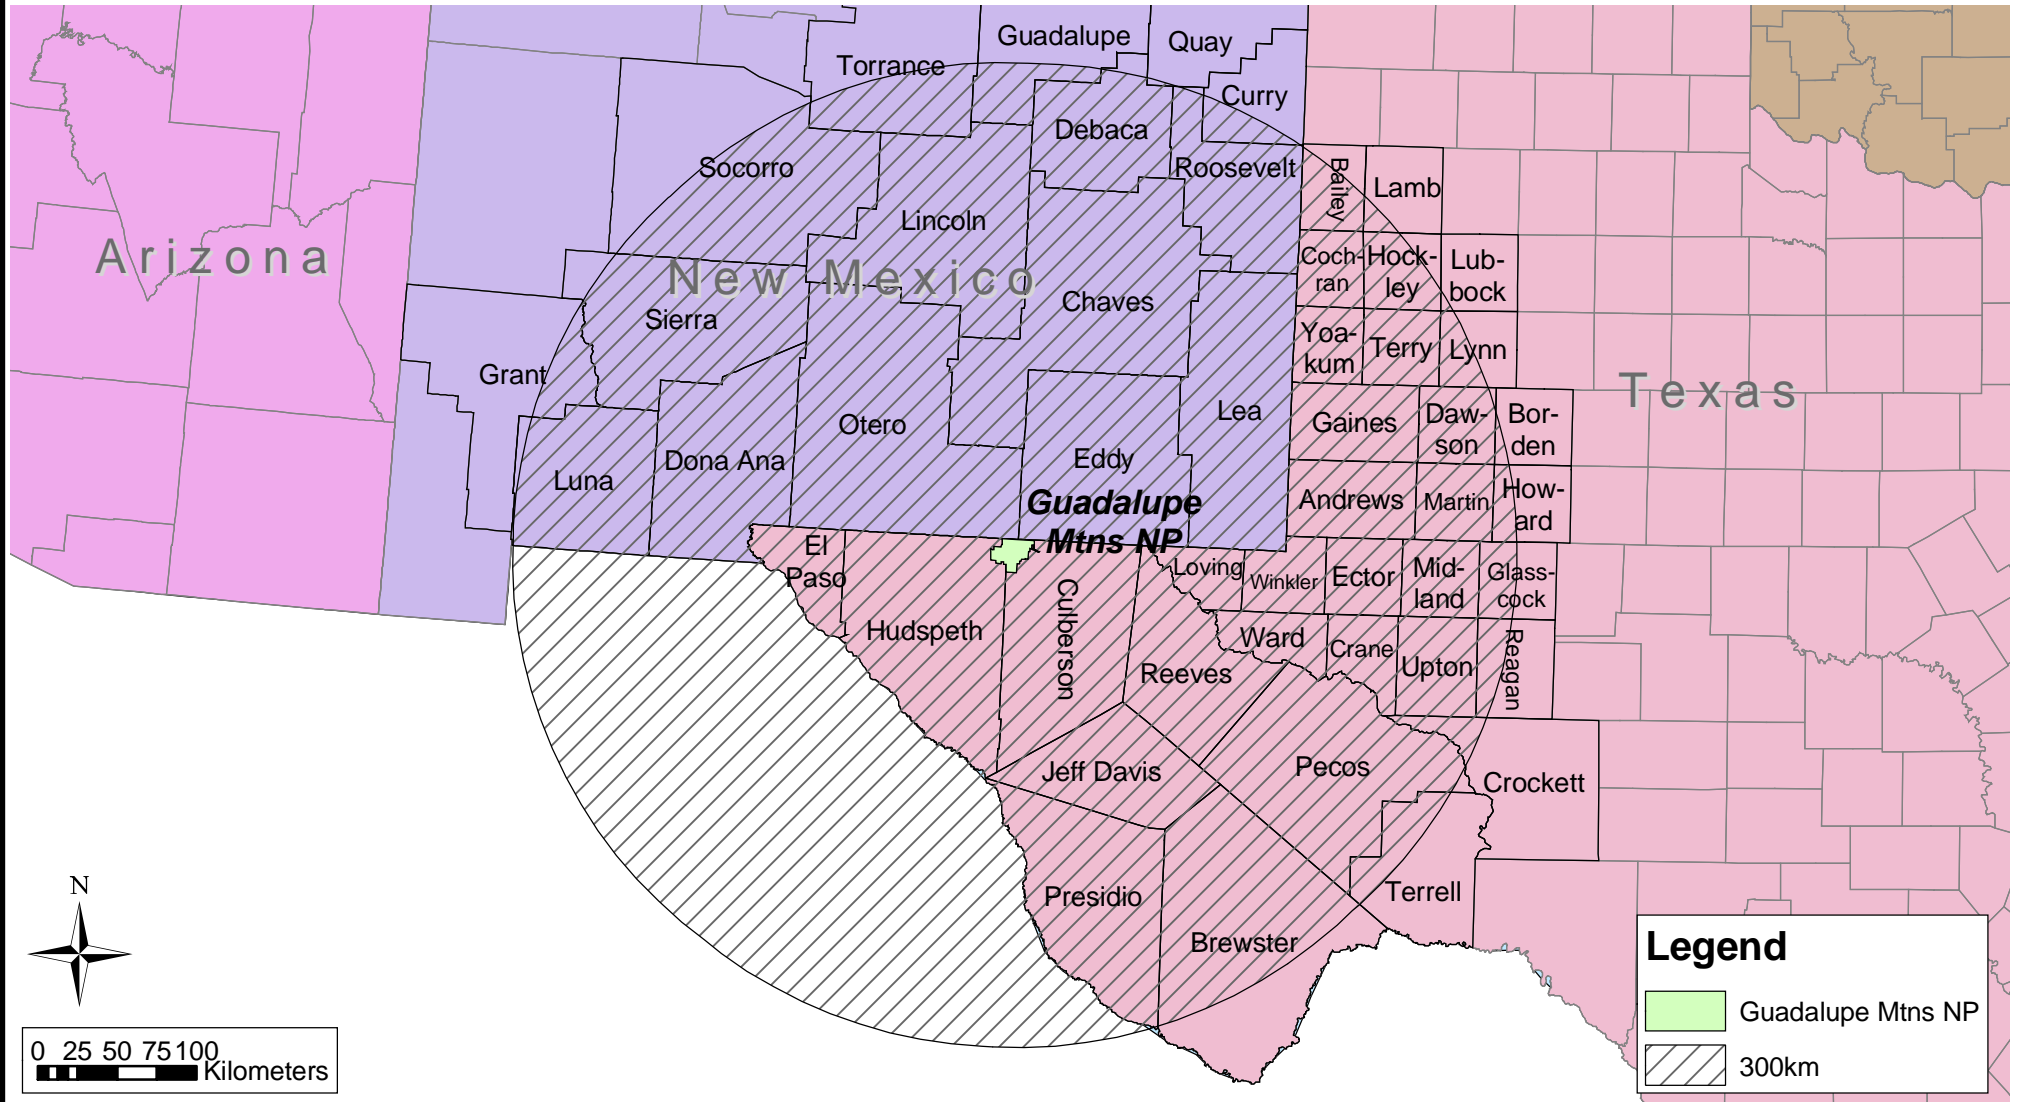 Guadalupe
Quay
Torrance
Curry
Debaca
Socorro
Roosevelt
Bailey
Lamb
Lincoln
Arizona
New Mexico
Coch-
ran
Hock-
ley
Lub-
bock
Chaves
Sierra
Yoa-
kum
Terry
Lynn
Grant
Texas
Otero
Lea
Gaines
Daw-
son
Bor-
den
Dona Ana
Luna
Eddy
Andrews
Martin
How-
ard
Guadalupe
Mtns NP
El
Paso
Loving
Winkler
Ector
Mid-
land
Glass-
cock
Culberson
Hudspeth
Ward
Crane
Upton
Reagan
Reeves
Jeff Davis
Pecos
Crockett
Presidio
Terrell
Brewster
N
0 25 50 75 100
Kilometers
Legend
Guadalupe Mtns NP
300km